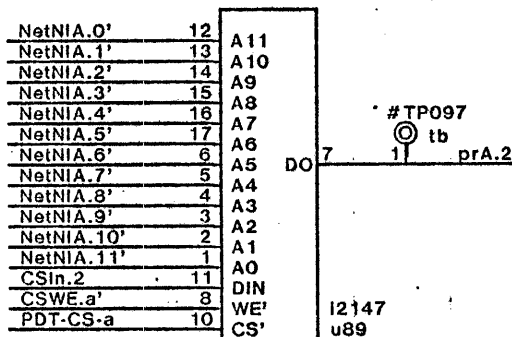 NetNIA.0' 12 A11
NetNIA.1' 13 A10
NetNIA.2' 14 A9
NetNIA.3' 15 A8
NetNIA.4' 16 A7
NetNIA.5' 17 A6
NetNIA.6' 6 A5
NetNIA.7' 5 A4
NetNIA.8' 4 A3
NetNIA.9' 3 A2
NetNIA.10' 2 A1
NetNIA.11' 1 A0
CSIn.2 11 DIN
CSWE.a' 8 WE'
PDT-CS-a 10 CS'
DO 7 1 prA.2
#TP097
tb
i2147
u89